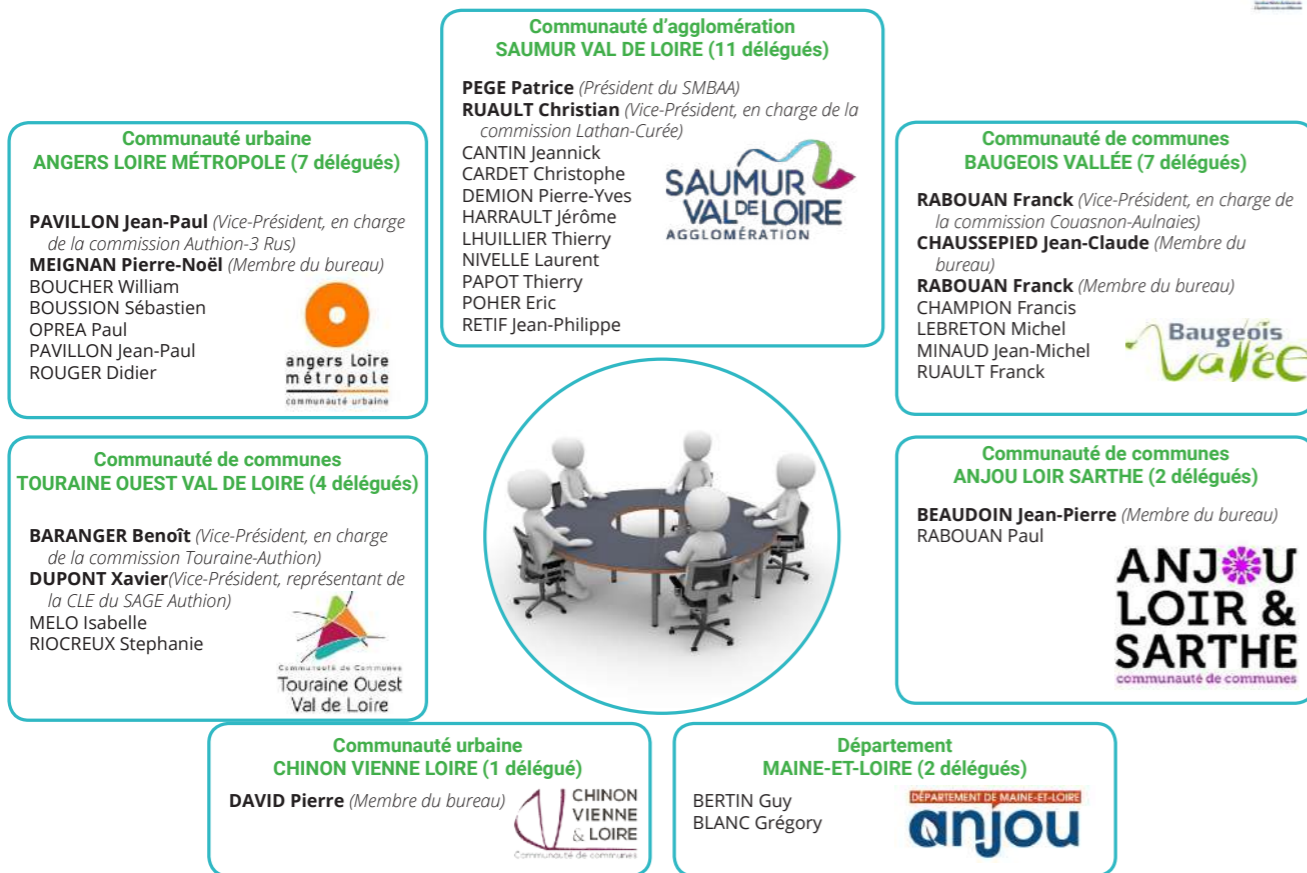 Communauté d'agglomération
SAUMUR VAL DE LOIRE (11 délégués)
PEGE Patrice (Président du SMBAA)
RUAULT Christian (Vice-Président, en charge de la
commission Lathan-Curée)
CANTIN Jeannick
CARDET Christophe
DEMION Pierre-Yves
HARRAULT Jérôme
LHUILLIER Thierry
NIVELLE Laurent
PAPOT Thierry
POHER Eric
RETIF Jean-Philippe
SAUMUR
VAL DE LOIRE
AGGLOMÉRATION
Communauté urbaine
ANGERS LOIRE MÉTROPOLE (7 délégués)
PAVILLON Jean-Paul (Vice-Président, en charge
de la commission Authion-3 Rus)
MEIGNAN Pierre-Noël (Membre du bureau)
BOUCHER William
BOUSSION Sébastien
OPREA Paul
PAVILLON Jean-Paul
ROUGER Didier
angers Loire
métropole
communauté urbaine
Communauté de communes
BAUGEOIS VALLÉE (7 délégués)
RABOUAN Franck (Vice-Président, en charge de
la commission Couasnon-Aulnaies)
CHAUSSEPIED Jean-Claude (Membre du
bureau)
RABOUAN Franck (Membre du bureau)
CHAMPION Francis
LEBRETON Michel
MINAUD Jean-Michel
RUAULT Franck
Baugeois
Vallée
Communauté de communes
TOURAINE OUEST VAL DE LOIRE (4 délégués)
BARANGER Benoît (Vice-Président, en charge
de la commission Touraine-Authion)
DUPONT Xavier(Vice-Président, représentant de
la CLE du SAGE Authion)
MELO Isabelle
RIOCREUX Stephanie
Communauté de Communes
Touraine Ouest
Val de Loire
Communauté de communes
ANJOU LOIR SARTHE (2 délégués)
BEAUDOIN Jean-Pierre (Membre du bureau)
RABOUAN Paul
ANJOU
LOIR &
SARTHE
communauté de communes
Communauté urbaine
CHINON VIENNE LOIRE (1 délégué)
DAVID Pierre (Membre du bureau)
CHINON
VIENNE
& LOIRE
Communauté de communes
Département
MAINE-ET-LOIRE (2 délégués)
BERTIN Guy
BLANC Grégory
DÉPARTEMENT DE MAINE-ET-LOIRE
anjou